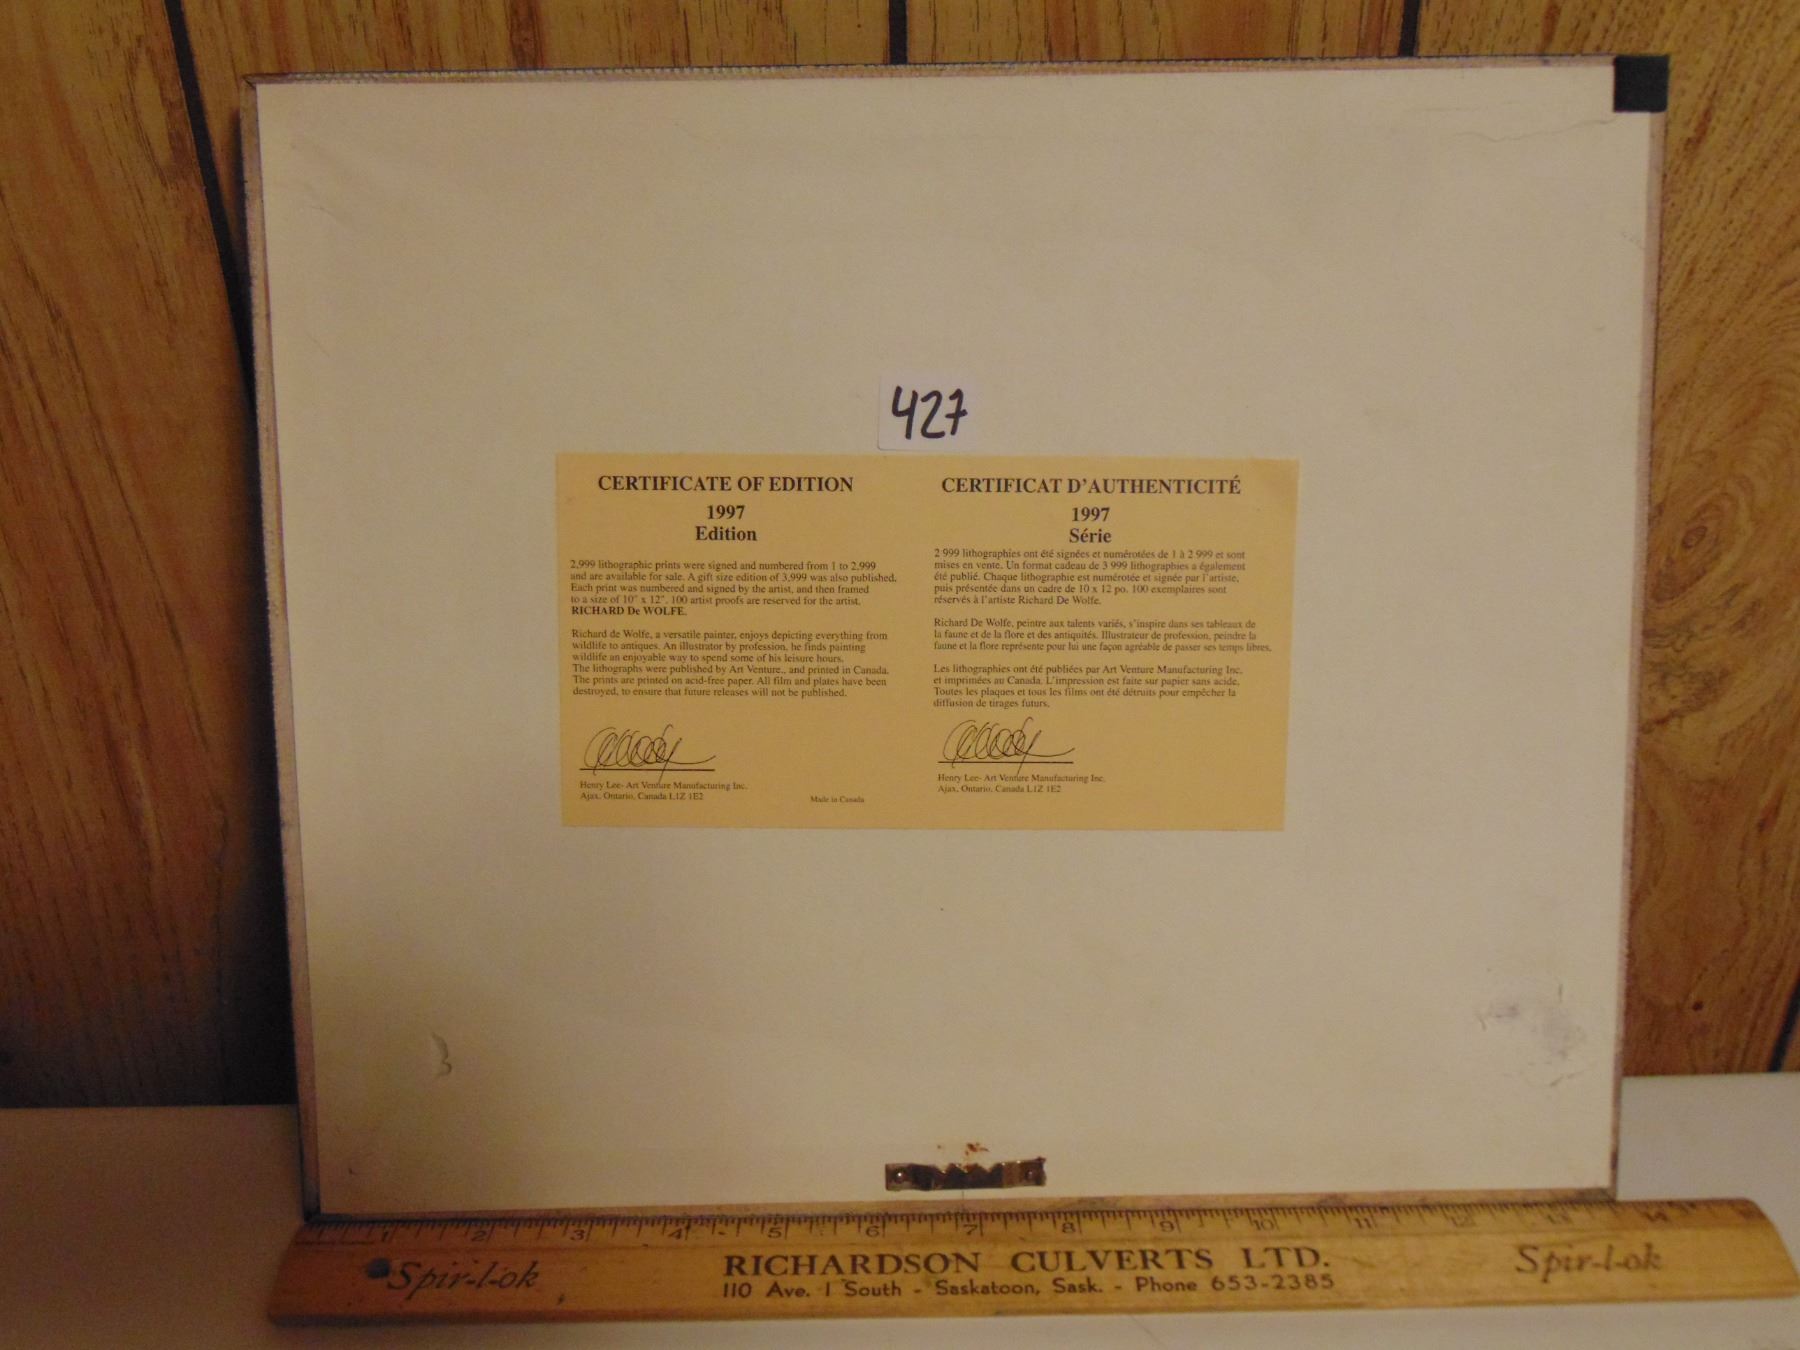 427
CERTIFICATE OF EDITION
1997
Edition
2,999 lithographic prints were signed and numbered from 1 to 2,999
and are available for sale. A gift size edition of 3,999 was also published.
Each print was numbered and signed by the artist, and then framed
to a size of 10" x 12". 100 artist proofs are reserved for the artist.
RICHARD De WOLFE.
Richard de Wolfe, a versatile painter, enjoys depicting everything from
wildlife to antiques. An illustrator by profession, he finds painting
wildlife an enjoyable way to spend some of his leisure hours.
The lithographs were published by Art Venture., and printed in Canada.
The prints are printed on acid-free paper. All film and plates have been
destroyed, to ensure that future releases will not be published.
Henry Lee- Art Venture Manufacturing Inc.
Ajax, Ontario, Canada L1Z 1E2
Made in Canada
CERTIFICAT D'AUTHENTICITÉ
1997
Série
2 999 lithographies ont été signées et numérotées de 1 à 2 999 et sont
mises en vente. Un format cadeau de 3 999 lithographies a également
été publié. Chaque lithographie est numérotée et signée par l'artiste,
puis présentée dans un cadre de 10 x 12 po. 100 exemplaires sont
réservés à l'artiste Richard De Wolfe.
Richard De Wolfe, peintre aux talents variés, s'inspire dans ses tableaux de
la faune et de la flore et des antiquités. Illustrateur de profession, peindre la
faune et la flore représente pour lui une façon agréable de passer ses temps libres.
Les lithographies ont été publiées par Art Venture Manufacturing Inc.
et imprimées au Canada. L'impression est faite sur papier sans acide.
Toutes les plaques et tous les films ont été détruits pour empêcher la
diffusion de tirages futurs.
Henry Lee- Art Venture Manufacturing Inc.
Ajax, Ontario, Canada L1Z 1E2
1 2 3 4 5 6 7 8 9 10 11 12 13 14
Spir-l-ok
RICHARDSON CULVERTS LTD.
110 Ave. I South - Saskatoon, Sask. - Phone 653-2385
Spir-l-ok